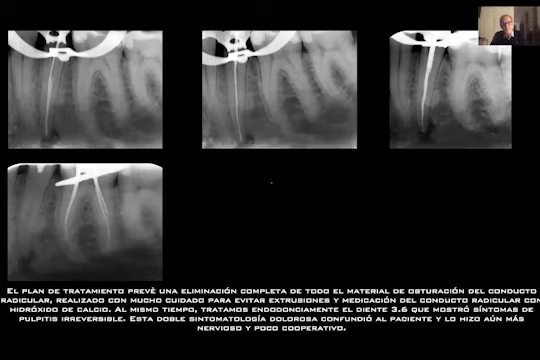 El plan de tratamiento prevè una eliminación completa de todo el material de obturación del conducto
radicular, realizado con mucho cuidado para evitar extrusiones y medicación del conducto radicular con
hidróxido de calcio. Al mismo tiempo, tratamos endodonciamente el diente 3.6 que mostró síntomas de
pulpitis irreversible. Esta doble sintomatología dolorosa confundió al paciente y lo hizo aún más
nervioso y poco cooperativo.